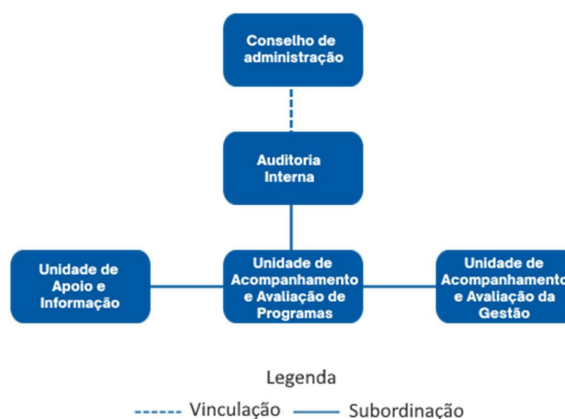 Conselho de
administração
Auditoria
Interna
Unidade de
Apoio e
Informação
Unidade de
Acompanhamento
e Avaliação de
Programas
Unidade de
Acompanhamento
e Avaliação da
Gestão
Legenda
Vinculação
Subordinação